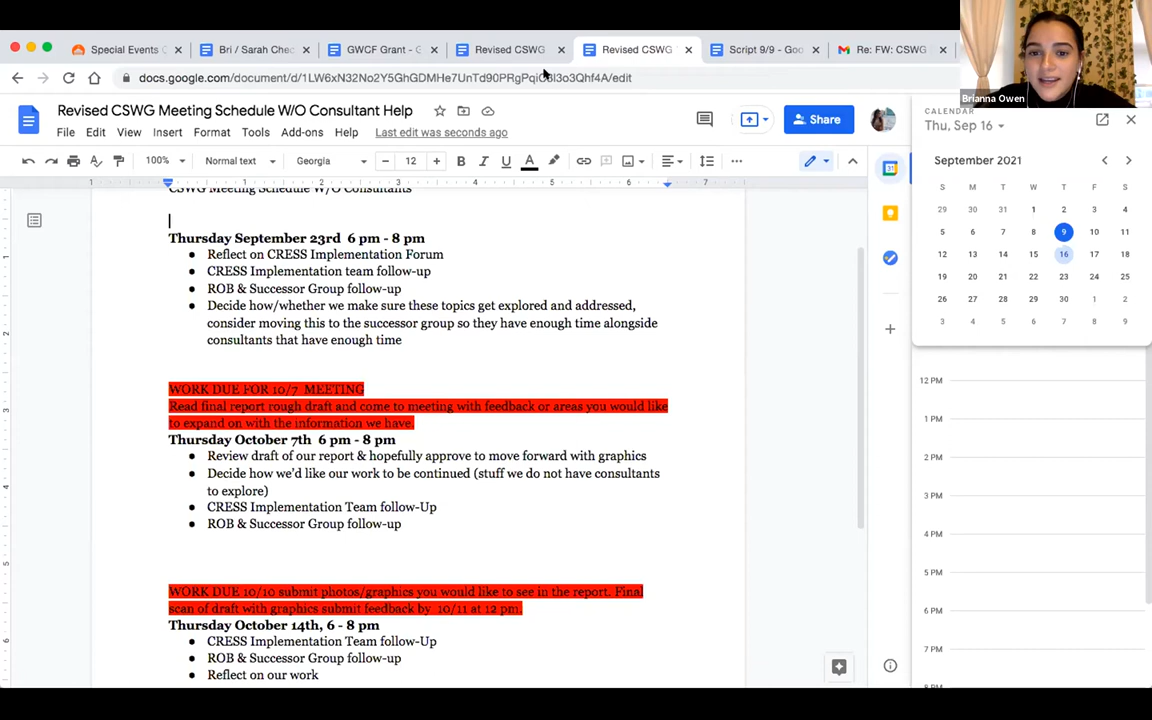 Special Events C
Bri / Sarah Chec
GWCF Grant - G
Revised CSWG
Revised CSWG
Script 9/9 - Goo
Re: FW: CSWG
Brianna Owen
Revised CSWG Meeting Schedule W/O Consultant Help
Share
File Edit View Insert Format Tools Add-ons Help Last edit was seconds ago
100% Normal text Georgia 12 B I U A
1 1 2 3 4 5 6 7
CSWG Meeting Schedule W/O Consultants
Thursday September 23rd 6 pm - 8 pm
● Reflect on CRESS Implementation Forum
● CRESS Implementation team follow-up
● ROB & Successor Group follow-up
● Decide how/whether we make sure these topics get explored and addressed,
consider moving this to the successor group so they have enough time alongside
consultants that have enough time
WORK DUE FOR 10/7 MEETING
Read final report rough draft and come to meeting with feedback or areas you would like
to expand on with the information we have.
Thursday October 7th 6 pm - 8 pm
● Review draft of our report & hopefully approve to move forward with graphics
● Decide how we'd like our work to be continued (stuff we do not have consultants
to explore)
● CRESS Implementation Team follow-Up
● ROB & Successor Group follow-up
WORK DUE 10/10 submit photos/graphics you would like to see in the report. Final
scan of draft with graphics submit feedback by 10/11 at 12 pm.
Thursday October 14th, 6 - 8 pm
● CRESS Implementation Team follow-Up
● ROB & Successor Group follow-up
● Reflect on our work
1
2
3
4
5
6
CALENDAR
Thu, Sep 16
September 2021
S M T W T F S
29 30 31 1 2 3 4
5 6 7 8 9 10 11
12 13 14 15 16 17 18
19 20 21 22 23 24 25
26 27 28 29 30 1 2
3 4 5 6 7 8 9
12 PM
1 PM
2 PM
3 PM
4 PM
5 PM
6 PM
7 PM